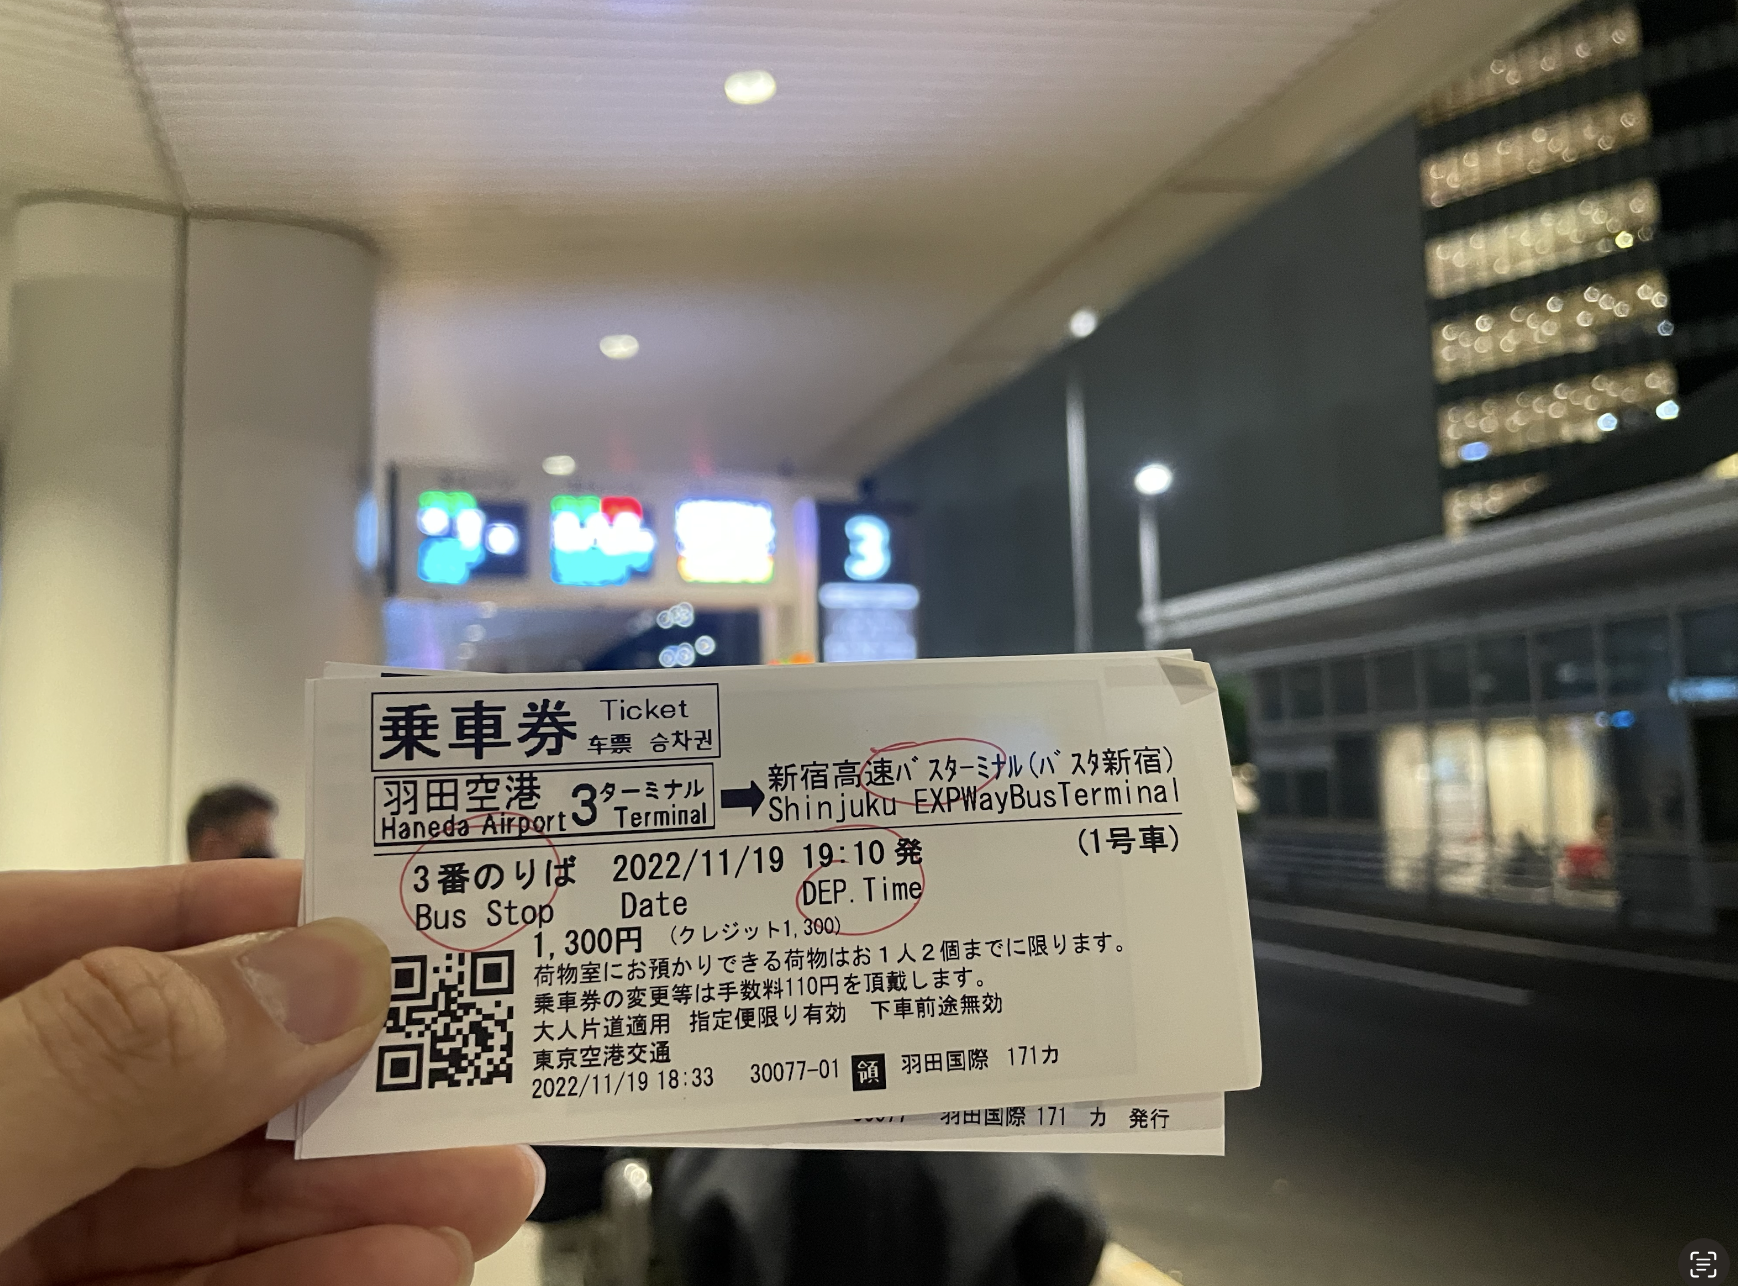 3
乗車券 Ticket
车票 승차권
羽田空港 3 ターミナル
Haneda Airport Terminal
新宿高速バスターミナル(バスタ新宿)
Shinjuku EXPWayBusTerminal
3番のりば 2022/11/19 19:10 発 (1号車)
Bus Stop Date DEP.Time
1,300円 (クレジット1,300)
荷物室にお預かりできる荷物はお1人2個までに限ります。
乗車券の変更等は手数料110円を頂戴します。
大人片道適用 指定便限り有効 下車前途無効
東京空港交通
2022/11/19 18:33 30077-01 領 羽田国際 171カ
羽田国際 171 カ 発行